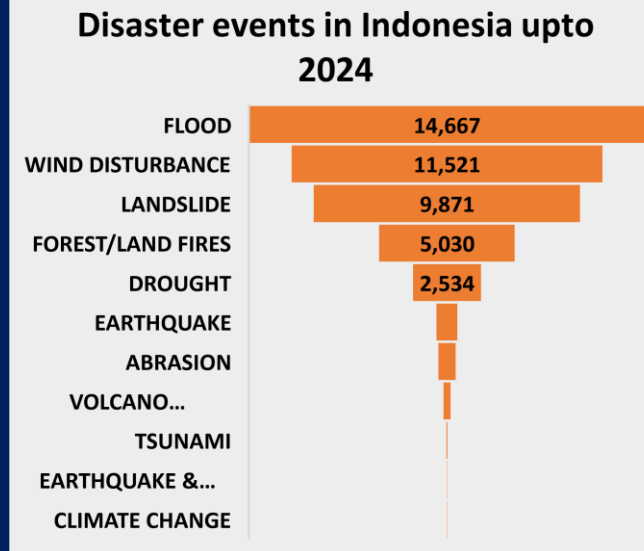 Disaster events in Indonesia upto
2024
FLOOD 14,667
WIND DISTURBANCE 11,521
LANDSLIDE 9,871
FOREST/LAND FIRES 5,030
DROUGHT 2,534
EARTHQUAKE
ABRASION
VOLCANO...
TSUNAMI
EARTHQUAKE &...
CLIMATE CHANGE